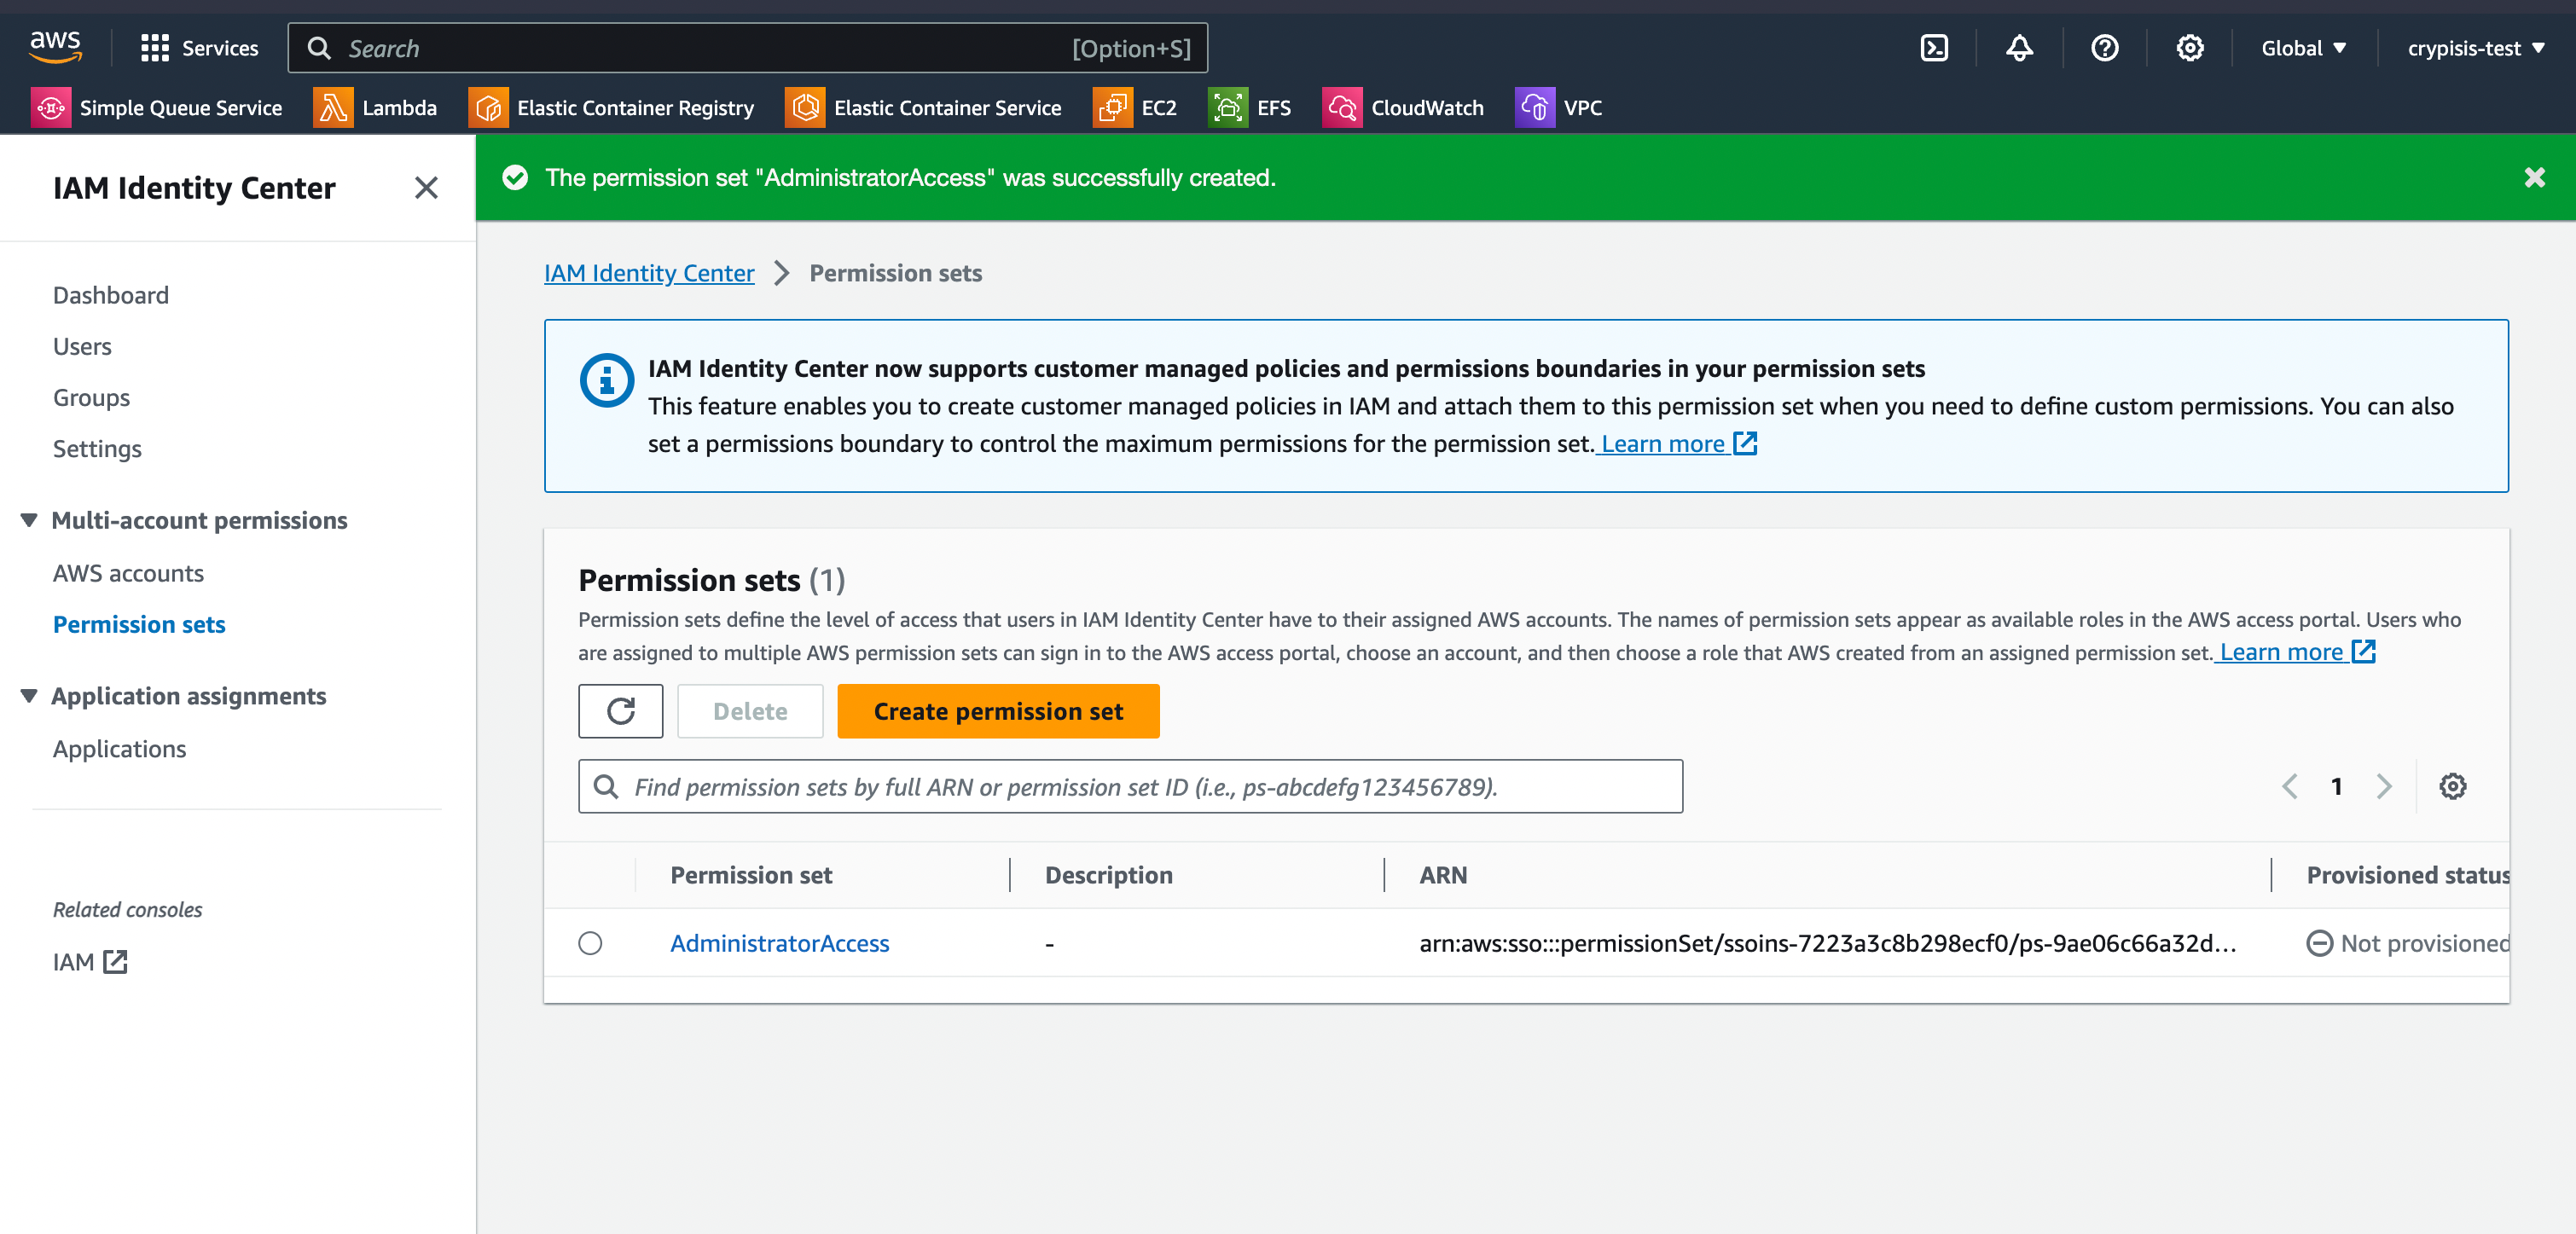 aws
Services
Search
[Option+S]
Global
crypisis-test
Simple Queue Service
Lambda
Elastic Container Registry
Elastic Container Service
EC2
EFS
CloudWatch
VPC
IAM Identity Center
Dashboard
Users
Groups
Settings
Multi-account permissions
AWS accounts
Permission sets
Application assignments
Applications
Related consoles
IAM
The permission set "AdministratorAccess" was successfully created.
IAM Identity Center
Permission sets
IAM Identity Center now supports customer managed policies and permissions boundaries in your permission sets
This feature enables you to create customer managed policies in IAM and attach them to this permission set when you need to define custom permissions. You can also
set a permissions boundary to control the maximum permissions for the permission set. Learn more
Permission sets (1)
Permission sets define the level of access that users in IAM Identity Center have to their assigned AWS accounts. The names of permission sets appear as available roles in the AWS access portal. Users who
are assigned to multiple AWS permission sets can sign in to the AWS access portal, choose an account, and then choose a role that AWS created from an assigned permission set. Learn more
Delete
Create permission set
Find permission sets by full ARN or permission set ID (i.e., ps-abcdefg123456789).
1
Permission set
Description
ARN
Provisioned status
AdministratorAccess
-
arn:aws:sso:::permissionSet/ssoins-7223a3c8b298ecf0/ps-9ae06c66a32d...
Not provisioned